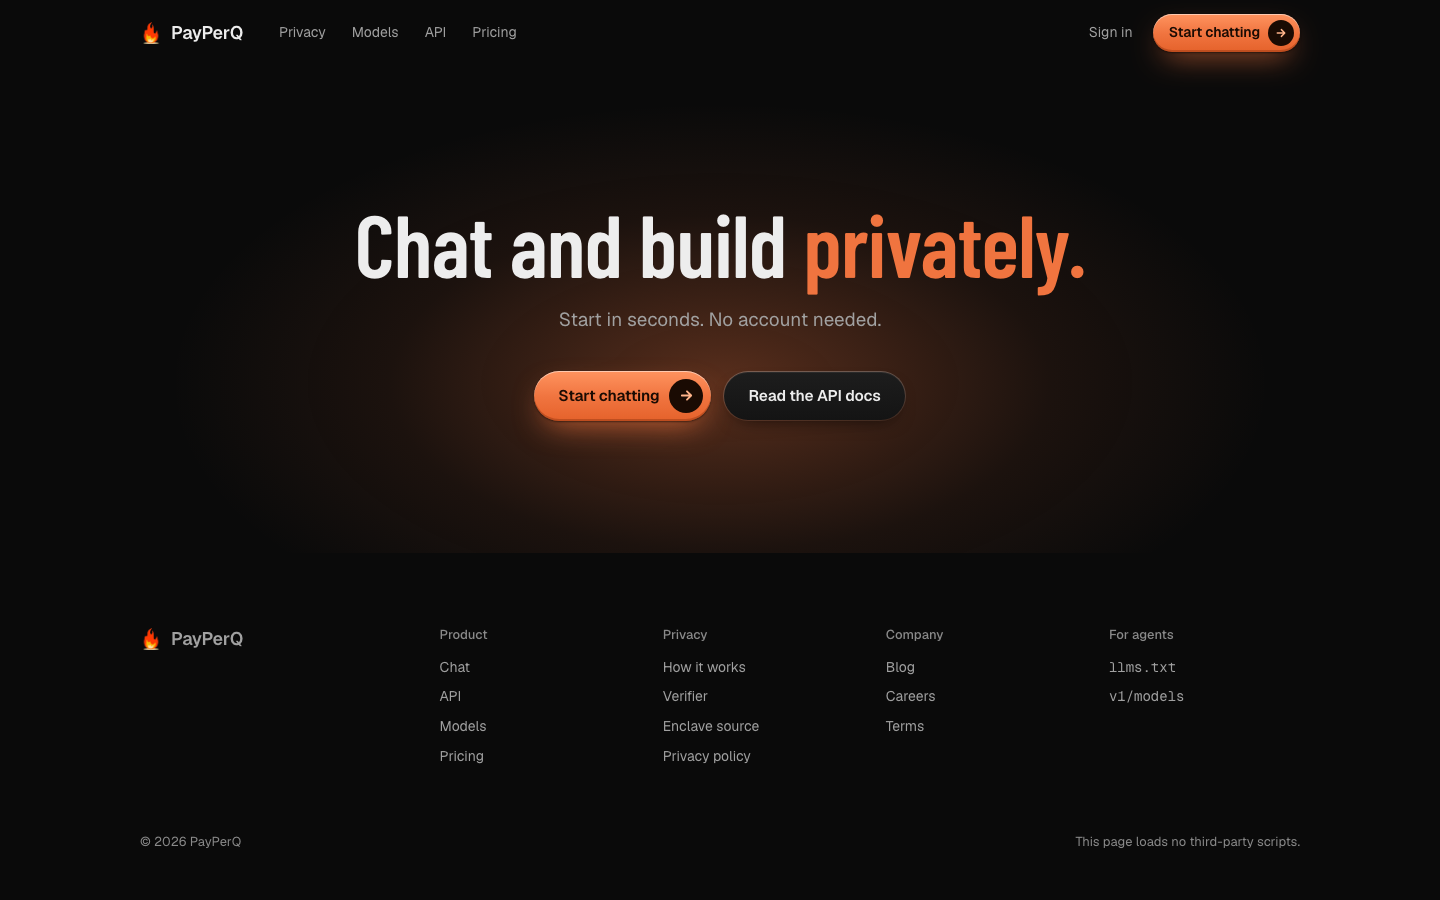 PayPerQ
Privacy
Models
API
Pricing
Sign in
Start chatting
Chat and build privately.
Start in seconds. No account needed.
Start chatting
Read the API docs
PayPerQ
Product
Chat
API
Models
Pricing
Privacy
How it works
Verifier
Enclave source
Privacy policy
Company
Blog
Careers
Terms
For agents
llms.txt
v1/models
© 2026 PayPerQ
This page loads no third-party scripts.